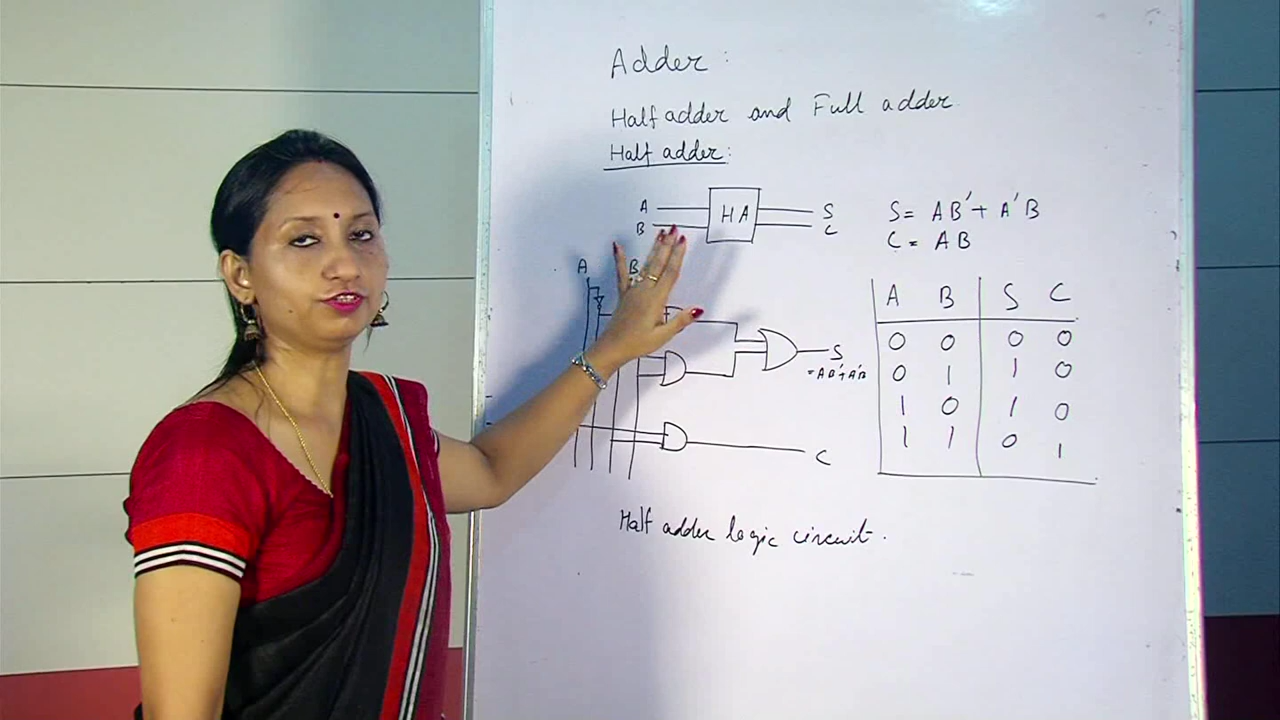 Adder:
Half adder and Full adder.
Half adder:
A
B
HA
S
C
S = AB' + A'B
C = AB
A B
S
= AB'+A'B
C
A B S C
0 0 0 0
0 1 1 0
1 0 1 0
1 1 0 1
Half adder logic circuit.